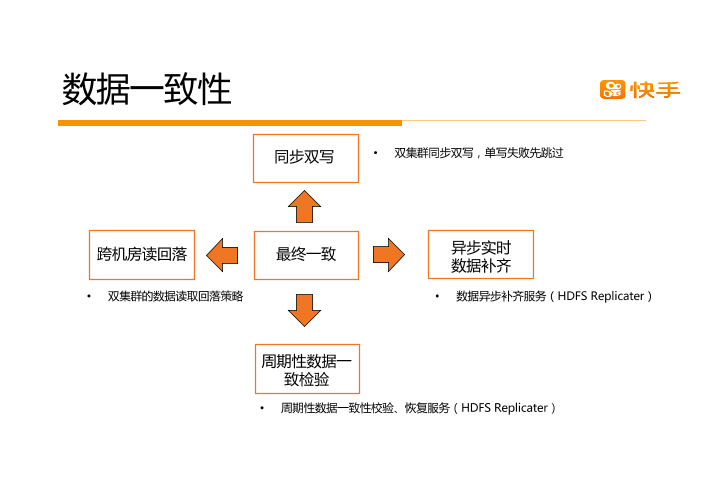 数据一致性
快手
同步双写
• 双集群同步双写，单写失败先跳过
跨机房读回落
最终一致
异步实时
数据补齐
• 双集群的数据读取回落策略
• 数据异步补齐服务（HDFS Replicater）
周期性数据一
致检验
• 周期性数据一致性校验、恢复服务（HDFS Replicater）